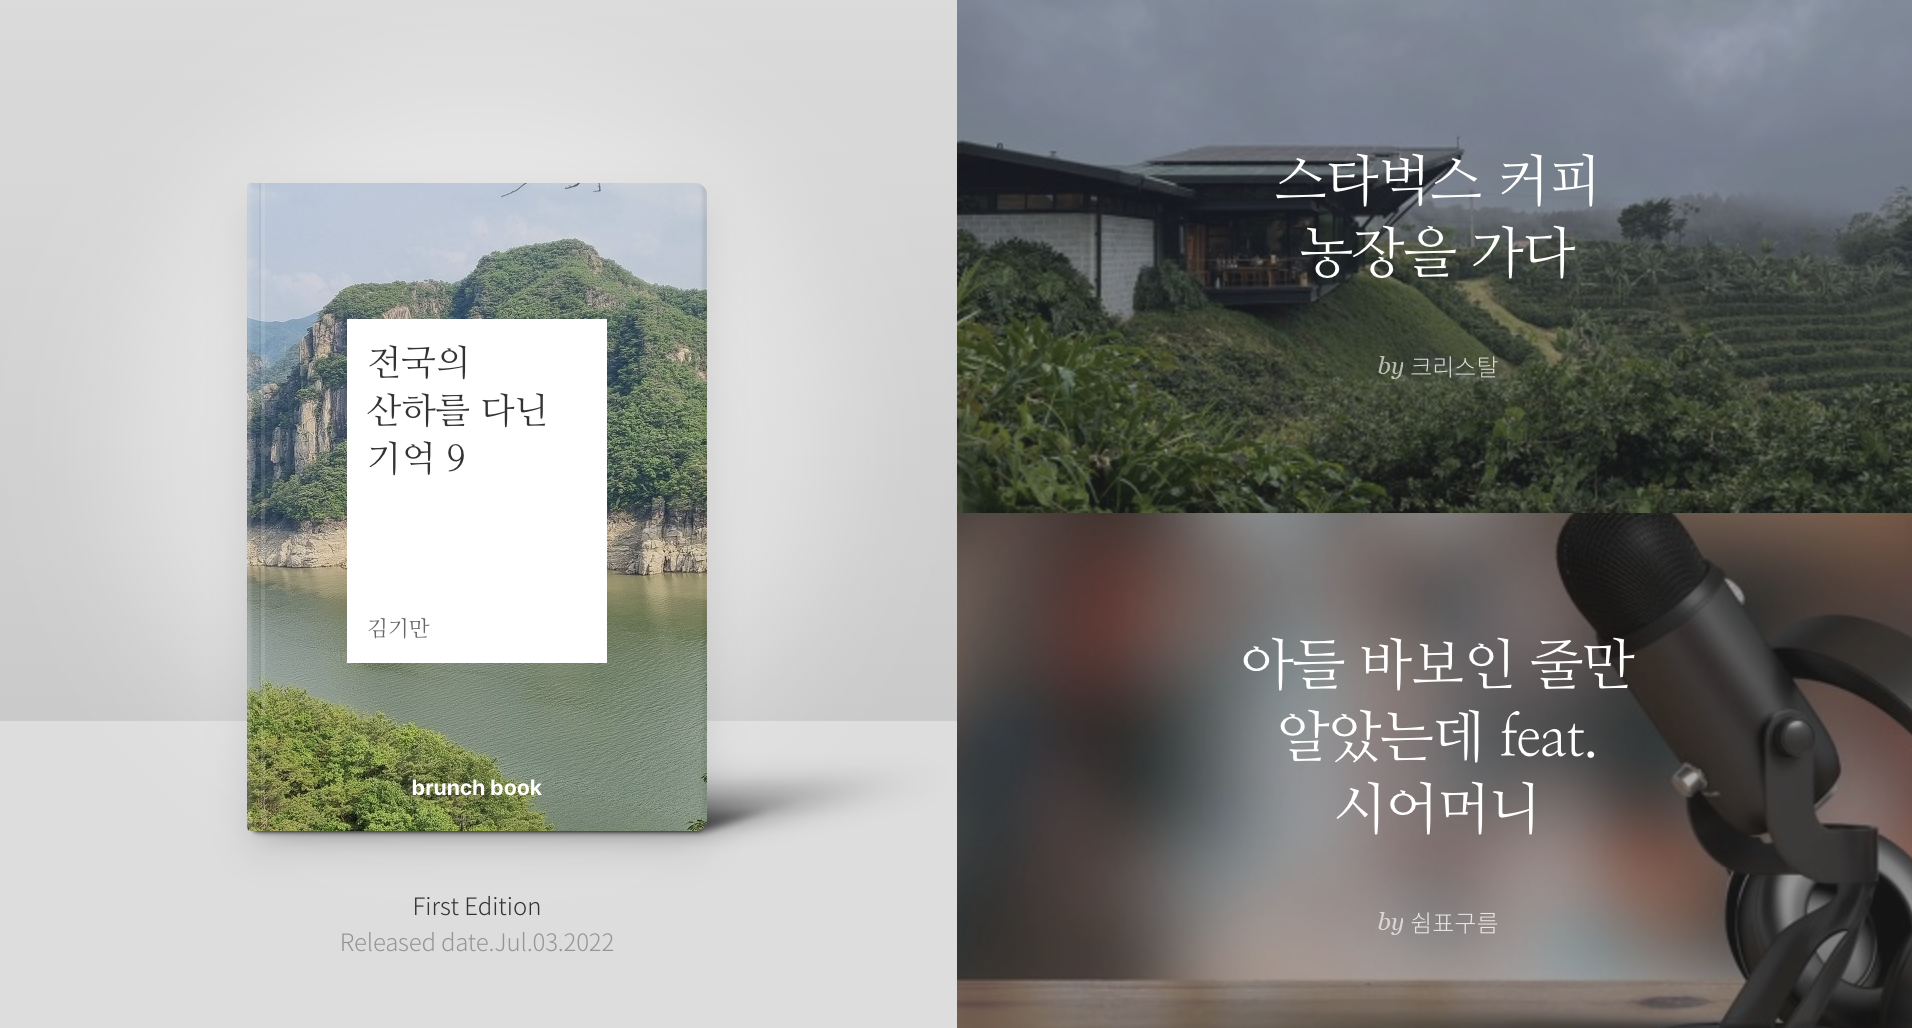 전국의
산하를 다닌
기억 9
김기만
brunch book
First Edition
Released date.Jul.03.2022
스타벅스 커피
농장을 가다
by 크리스탈
아들 바보인 줄만
알았는데 feat.
시어머니
by 쉼표구름